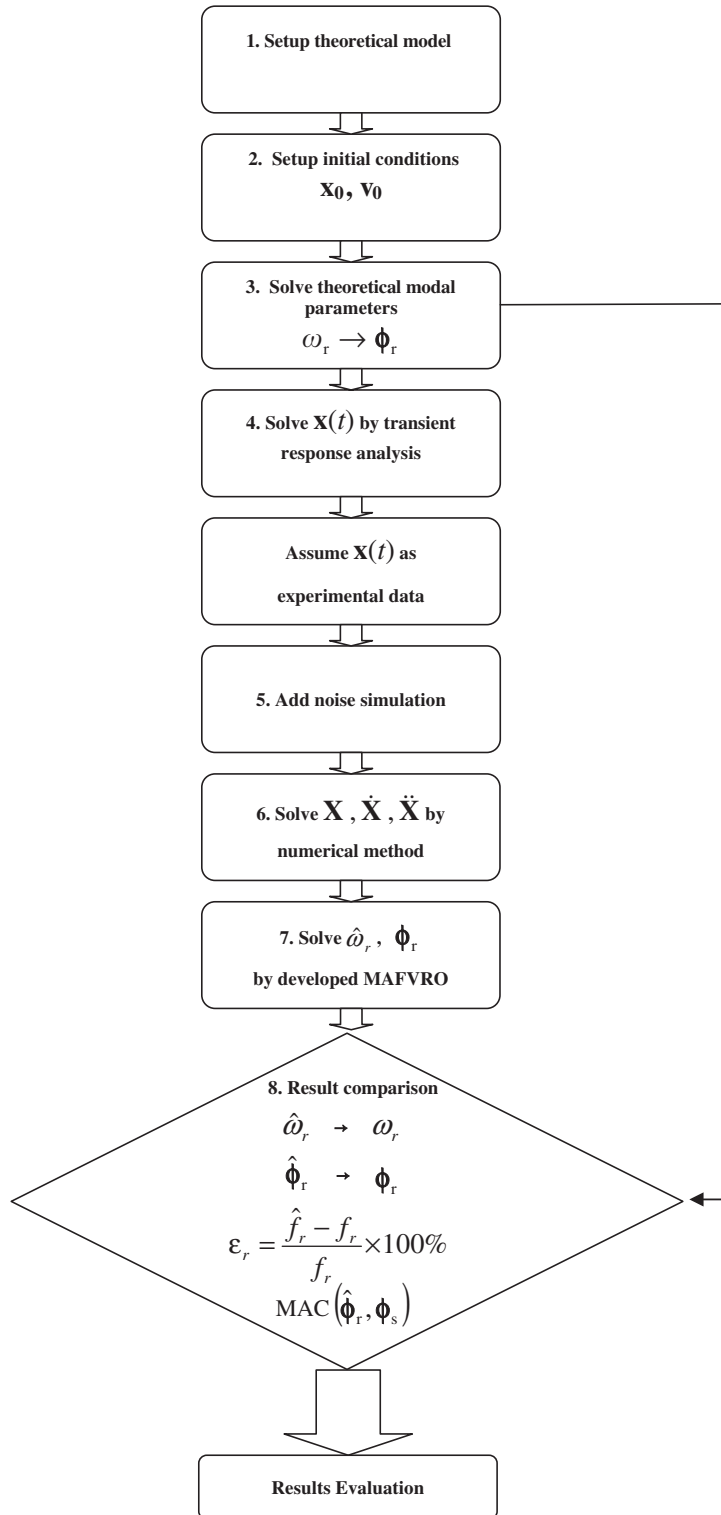 1. Setup theoretical model
2. Setup initial conditions
x₀, v₀
3. Solve theoretical modal
parameters
ω_r → ϕ_r
4. Solve x(t) by transient
response analysis
Assume x(t) as
experimental data
5. Add noise simulation
6. Solve X , Ẋ , Ẍ by
numerical method
7. Solve ω̂_r , ϕ_r
by developed MAFVRO
8. Result comparison
ω̂_r → ω_r
ϕ̂_r → ϕ_r
ε_r = (f̂_r − f_r)/f_r ×100%
MAC(ϕ̂_r, ϕ_s)
Results Evaluation